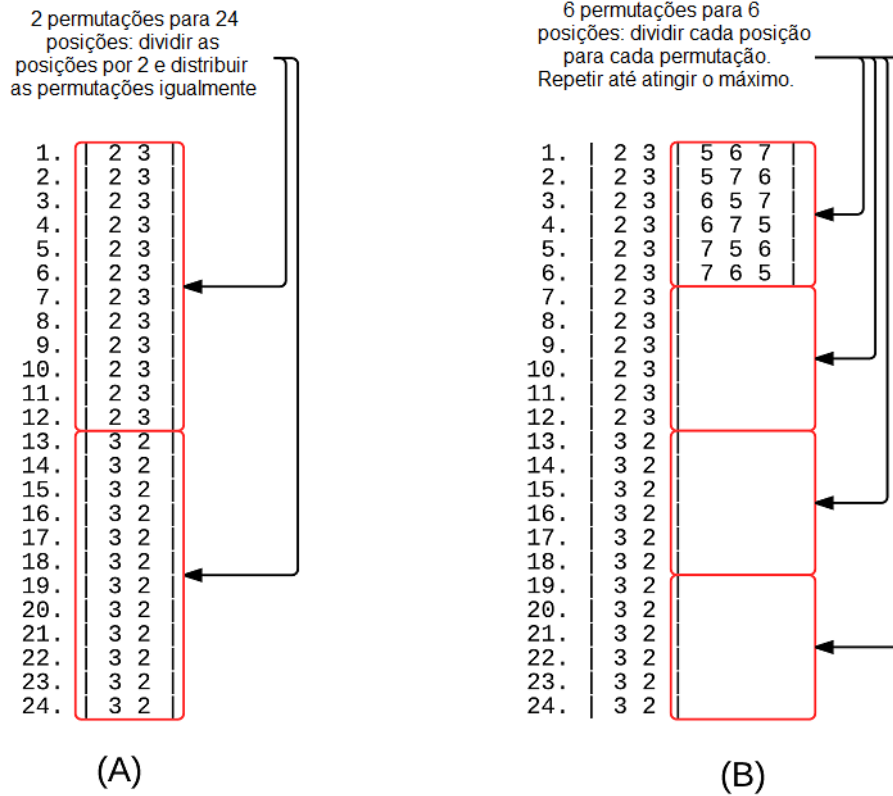 2 permutações para 24
posições: dividir as
posições por 2 e distribuir
as permutações igualmente
1. | 2 3 |
2. | 2 3 |
3. | 2 3 |
4. | 2 3 |
5. | 2 3 |
6. | 2 3 |
7. | 2 3 |
8. | 2 3 |
9. | 2 3 |
10. | 2 3 |
11. | 2 3 |
12. | 2 3 |
13. | 3 2 |
14. | 3 2 |
15. | 3 2 |
16. | 3 2 |
17. | 3 2 |
18. | 3 2 |
19. | 3 2 |
20. | 3 2 |
21. | 3 2 |
22. | 3 2 |
23. | 3 2 |
24. | 3 2 |
(A)
6 permutações para 6
posições: dividir cada posição
para cada permutação.
Repetir até atingir o máximo.
1. | 2 3 | 5 6 7 |
2. | 2 3 | 5 7 6 |
3. | 2 3 | 6 5 7 |
4. | 2 3 | 6 7 5 |
5. | 2 3 | 7 5 6 |
6. | 2 3 | 7 6 5 |
7. | 2 3 |
8. | 2 3 |
9. | 2 3 |
10. | 2 3 |
11. | 2 3 |
12. | 2 3 |
13. | 3 2 |
14. | 3 2 |
15. | 3 2 |
16. | 3 2 |
17. | 3 2 |
18. | 3 2 |
19. | 3 2 |
20. | 3 2 |
21. | 3 2 |
22. | 3 2 |
23. | 3 2 |
24. | 3 2 |
(B)